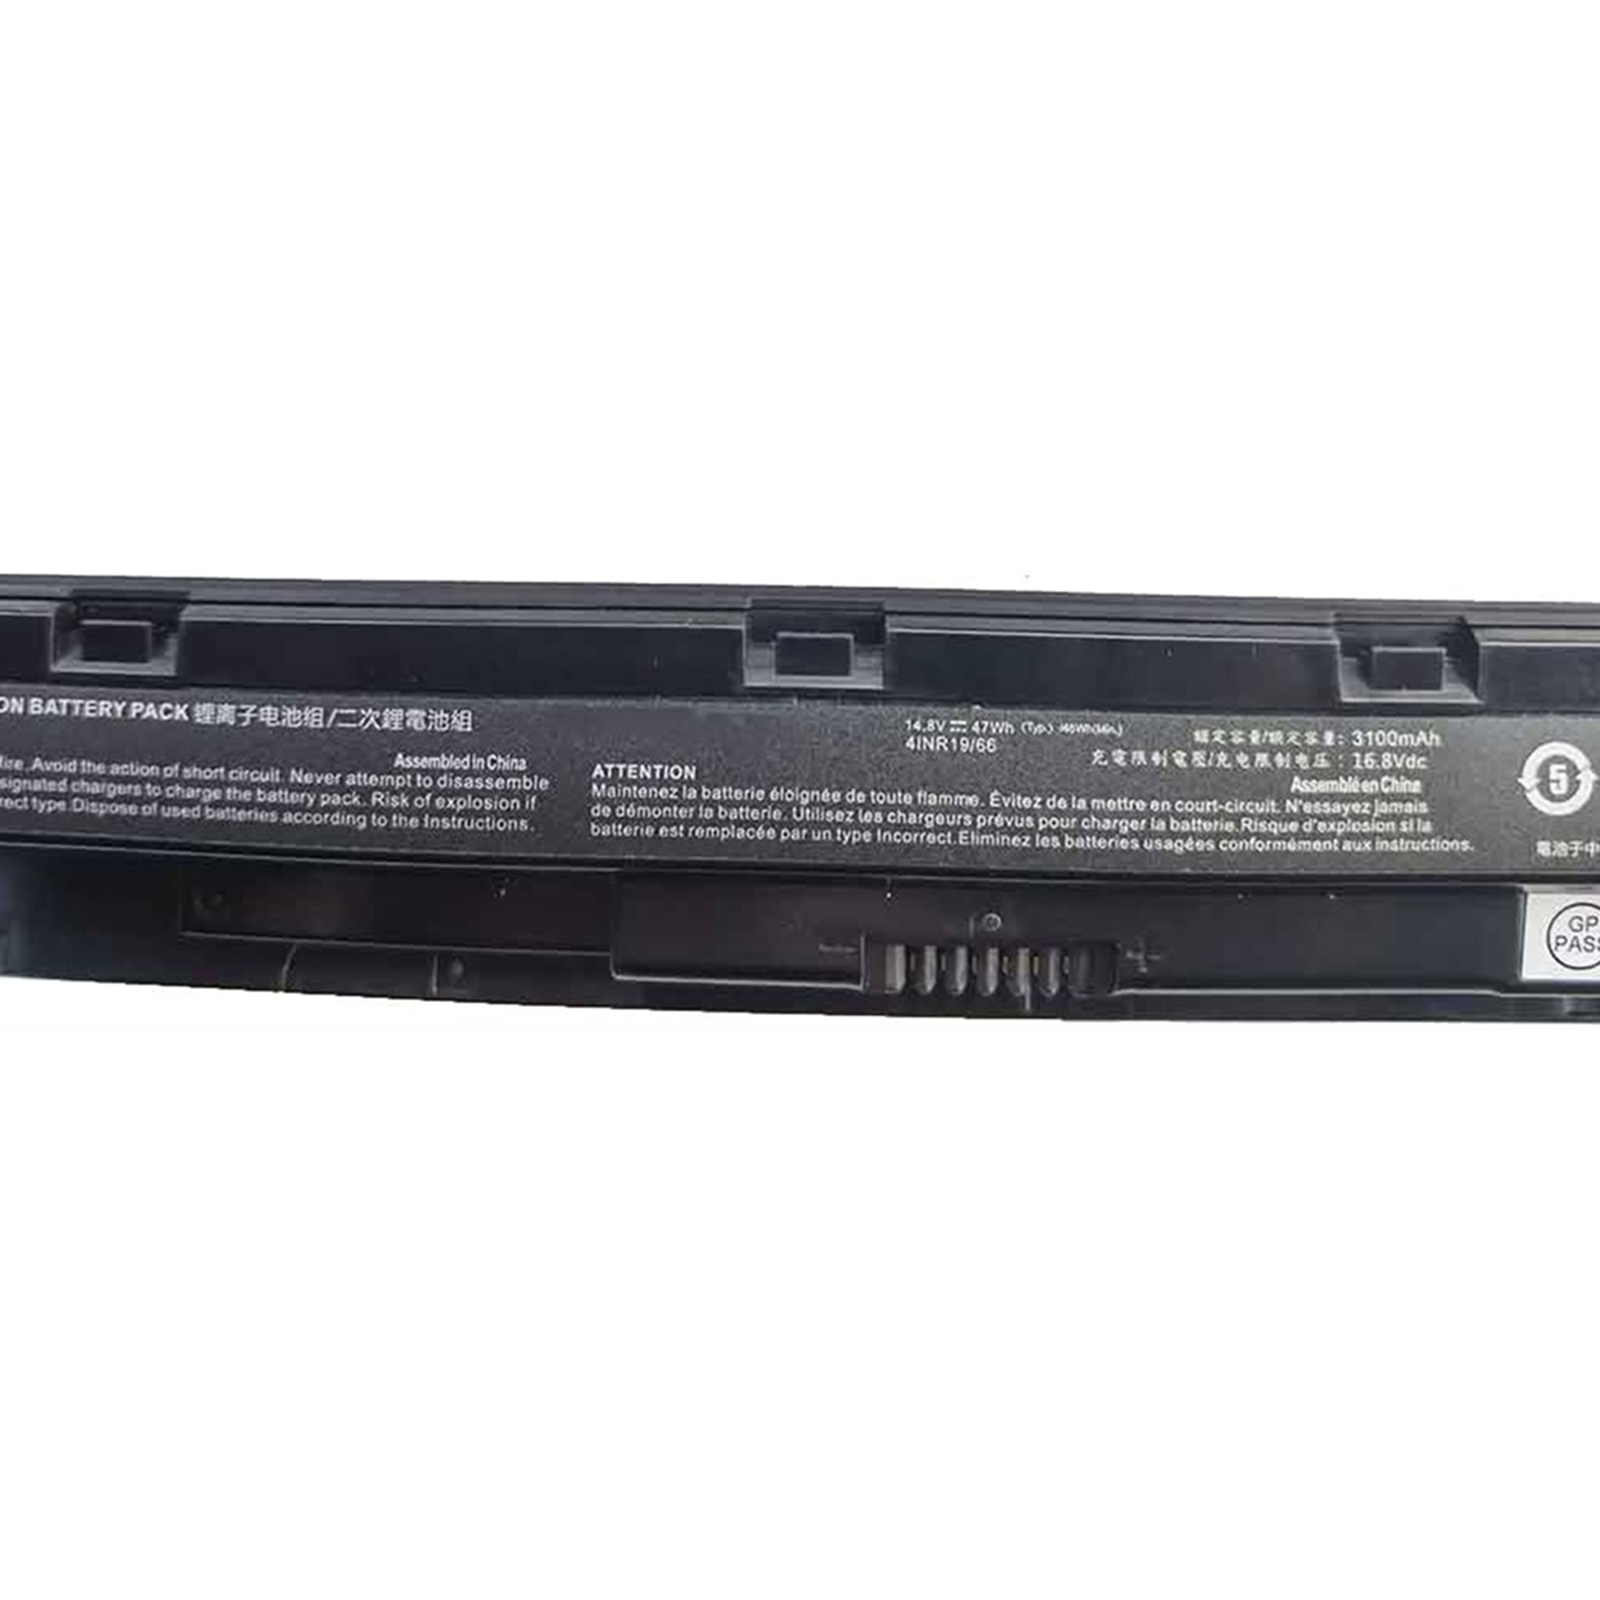 ON BATTERY PACK 锂离子电池组/二次鋰電池組
Assembled in China
fire. Avoid the action of short circuit. Never attempt to disassemble
signated chargers to charge the battery pack. Risk of explosion if
rect type. Dispose of used batteries according to the Instructions.
14.8V ⎓ 47Wh (Typ.)
4INR19/66
額定容量/额定容量: 3100mAh
充電限制電壓/充电限制电压: 16.8Vdc
Assemblé en China
ATTENTION
Maintenez la batterie éloignée de toute flamme. Évitez de la mettre en court-circuit. N'essayez jamais
de démonter la batterie. Utilisez les chargeurs prévus pour charger la batterie. Risque d'explosion si la
batterie est remplacée par un type Incorrect. Eliminez les batteries usagées conformément aux instructions.
5
電池子中
GP
PASS